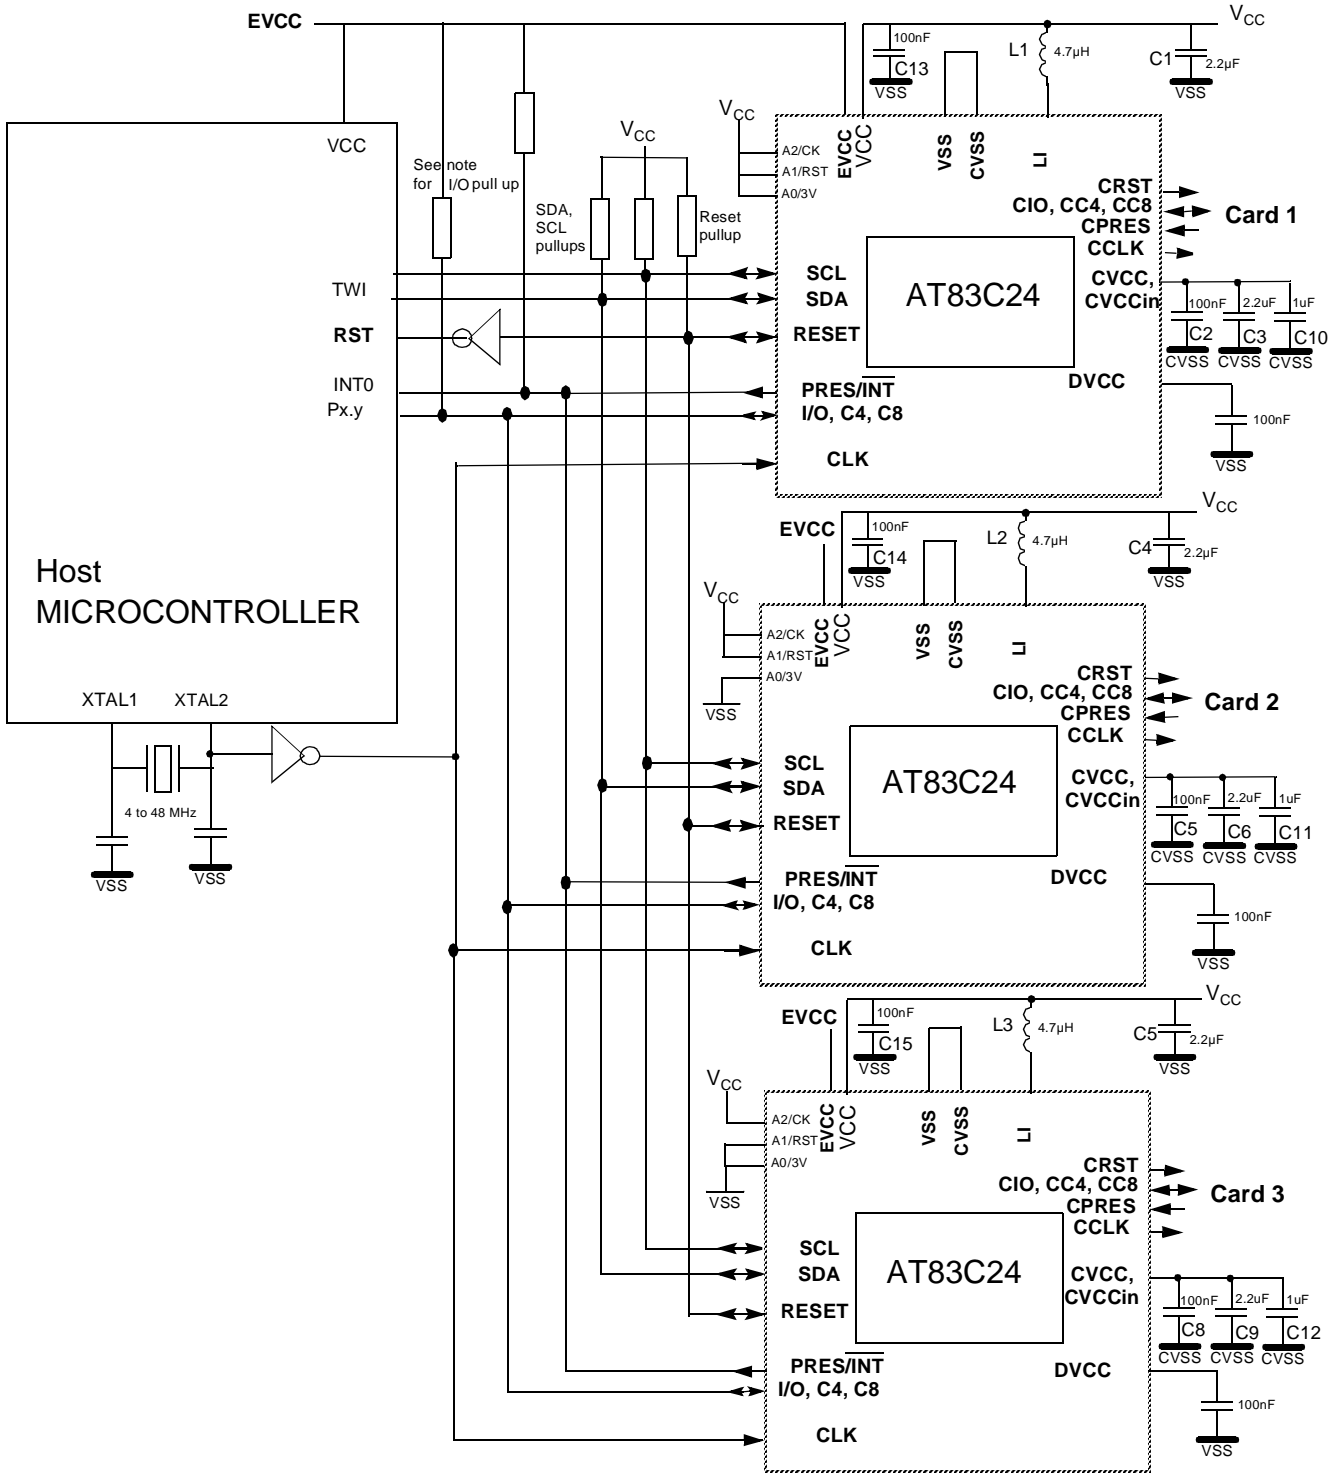 EVCC
VCC
See note
for I/O pull up
SDA,
SCL
pullups
VCC
Reset
pullup
TWI
RST
INT0
Px.y
Host
MICROCONTROLLER
XTAL1
XTAL2
4 to 48 MHz
VSS
VSS
VCC
100nF
C13
VSS
L1
4.7µH
C1
2.2µF
VSS
VCC
A2/CK
A1/RST
A0/3V
EVCC
VCC
VSS
CVSS
LI
CRST
CIO, CC4, CC8
CPRES
CCLK
Card 1
SCL
SDA
RESET
AT83C24
CVCC,
CVCCin
100nF
C2
CVSS
2.2uF
C3
CVSS
1uF
C10
CVSS
DVCC
PRES/INT
I/O, C4, C8
CLK
100nF
VSS
EVCC
VCC
100nF
C14
VSS
L2
4.7µH
C4
2.2µF
VSS
VCC
A2/CK
A1/RST
A0/3V
VSS
EVCC
VCC
VSS
CVSS
LI
CRST
CIO, CC4, CC8
CPRES
CCLK
Card 2
SCL
SDA
RESET
AT83C24
CVCC,
CVCCin
100nF
C5
CVSS
2.2uF
C6
CVSS
1uF
C11
CVSS
DVCC
PRES/INT
I/O, C4, C8
CLK
100nF
VSS
EVCC
VCC
100nF
C15
VSS
L3
4.7µH
C5
2.2µF
VSS
VCC
A2/CK
A1/RST
A0/3V
VSS
EVCC
VCC
VSS
CVSS
LI
CRST
CIO, CC4, CC8
CPRES
CCLK
Card 3
SCL
SDA
RESET
AT83C24
CVCC,
CVCCin
100nF
C8
CVSS
2.2uF
C9
CVSS
1uF
C12
CVSS
DVCC
PRES/INT
I/O, C4, C8
CLK
100nF
VSS